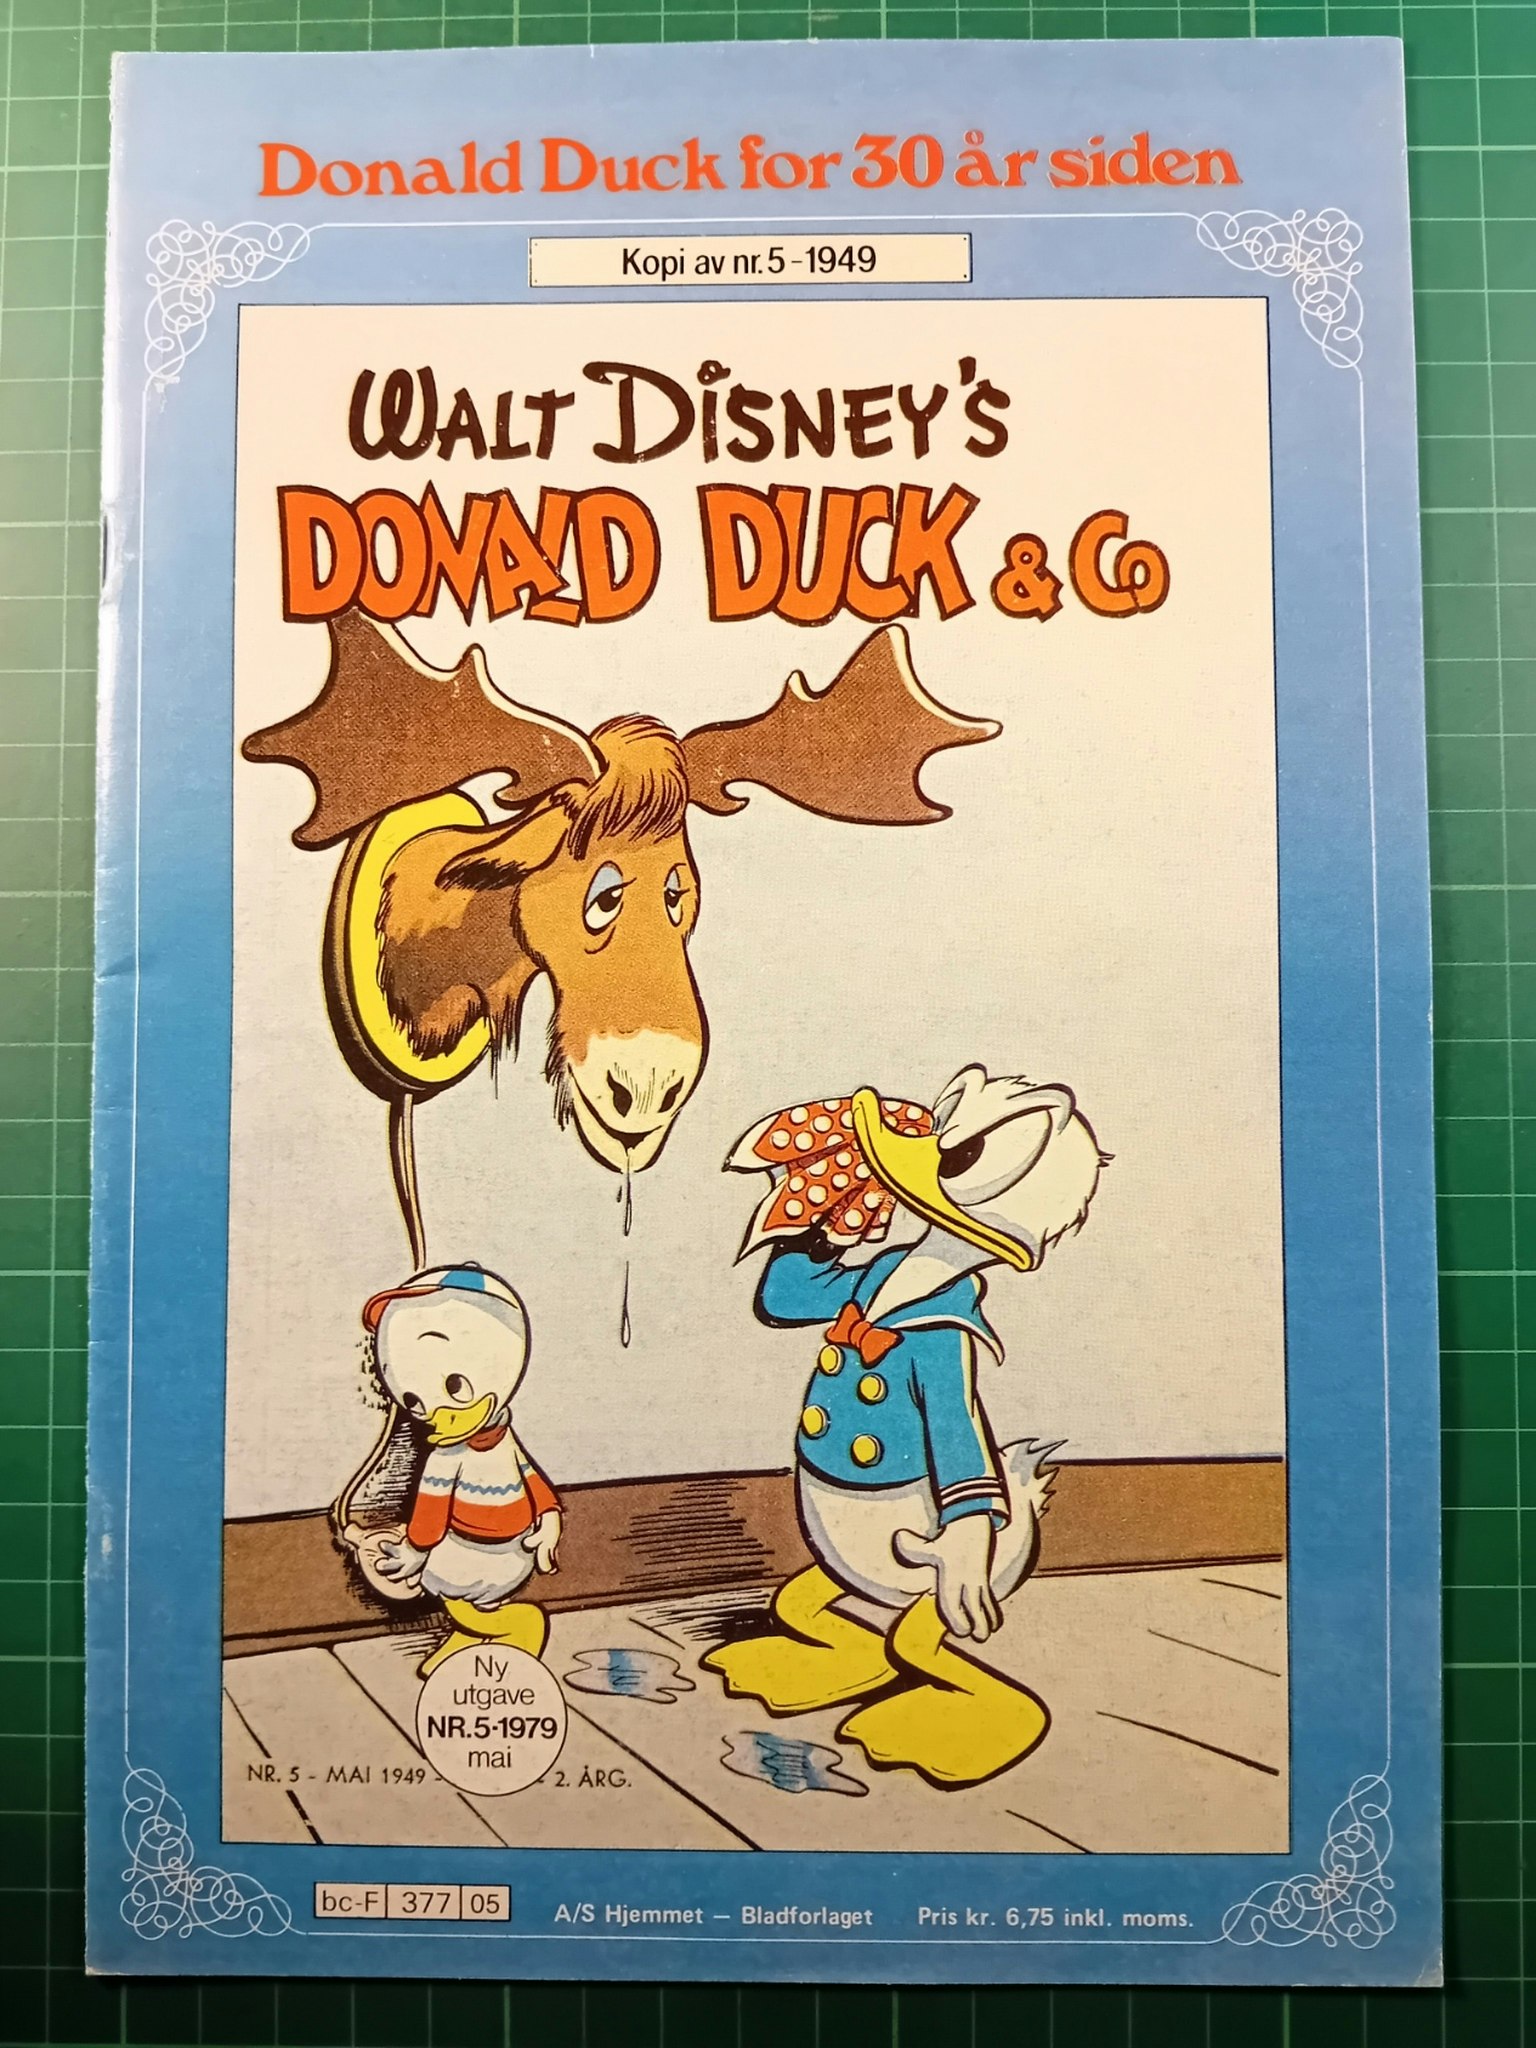 Donald Duck for 30 år siden
Kopi av nr. 5 - 1949
WALT DISNEY'S
DONALD DUCK & Co
Ny
utgave
NR. 5-1979
mai
NR. 5 - MAI 1949 - - 2. ÅRG.
bc-F 377 05
A/S Hjemmet — Bladforlaget Pris kr. 6,75 inkl. moms.